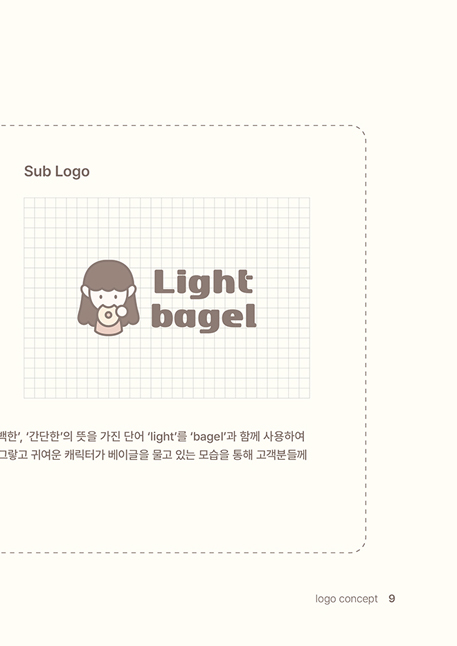 Sub Logo
Light
bagel
백한’, ‘간단한’의 뜻을 가진 단어 ‘light’를 ‘bagel’과 함께 사용하여
그랗고 귀여운 캐릭터가 베이글을 물고 있는 모습을 통해 고객분들께
logo concept 9